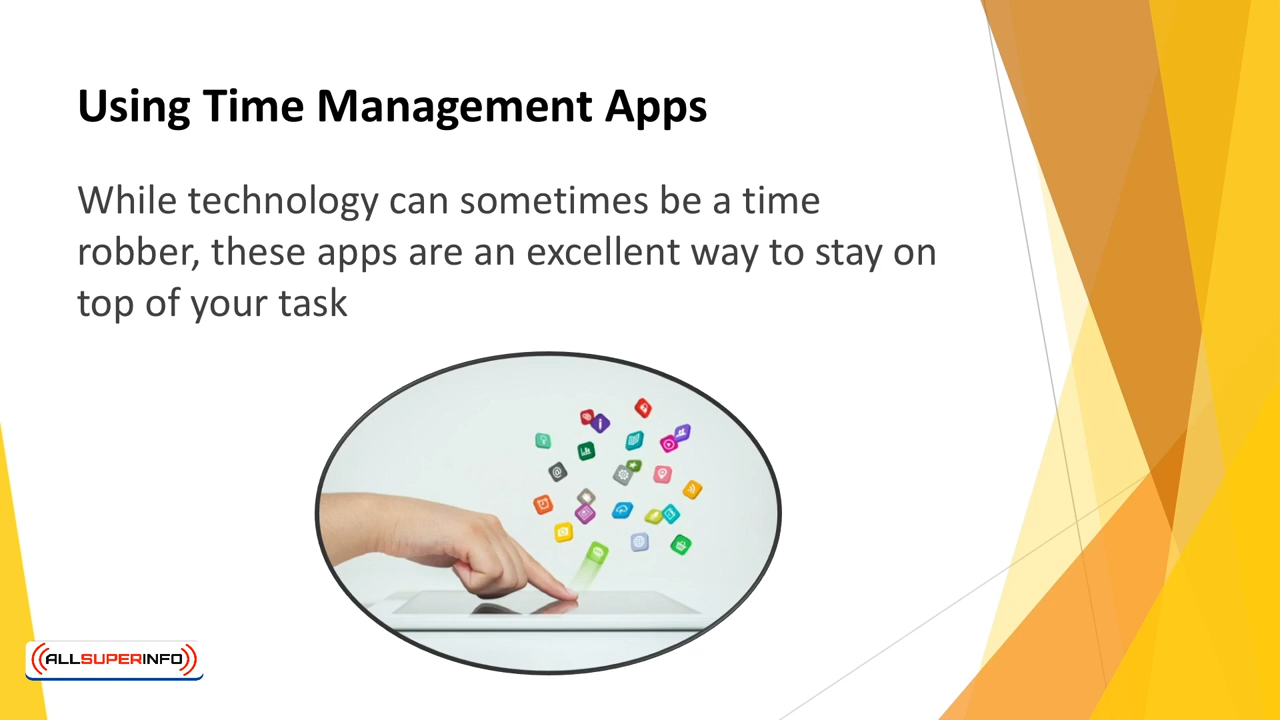 Using Time Management Apps
While technology can sometimes be a time
robber, these apps are an excellent way to stay on
top of your task
ALLSUPERINFO